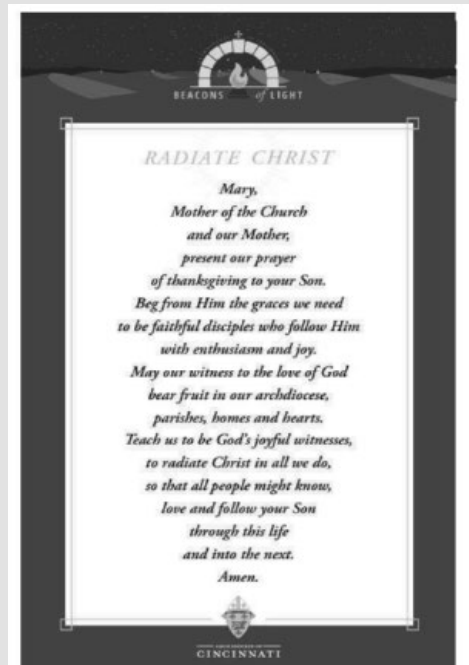 BEACONS of LIGHT
RADIATE CHRIST
Mary,
Mother of the Church
and our Mother,
present our prayer
of thanksgiving to your Son.
Beg from Him the graces we need
to be faithful disciples who follow Him
with enthusiasm and joy.
May our witness to the love of God
bear fruit in our archdiocese,
parishes, homes and hearts.
Teach us to be God's joyful witnesses,
to radiate Christ in all we do,
so that all people might know,
love and follow your Son
through this life
and into the next.
Amen.
ARCHDIOCESE OF
CINCINNATI